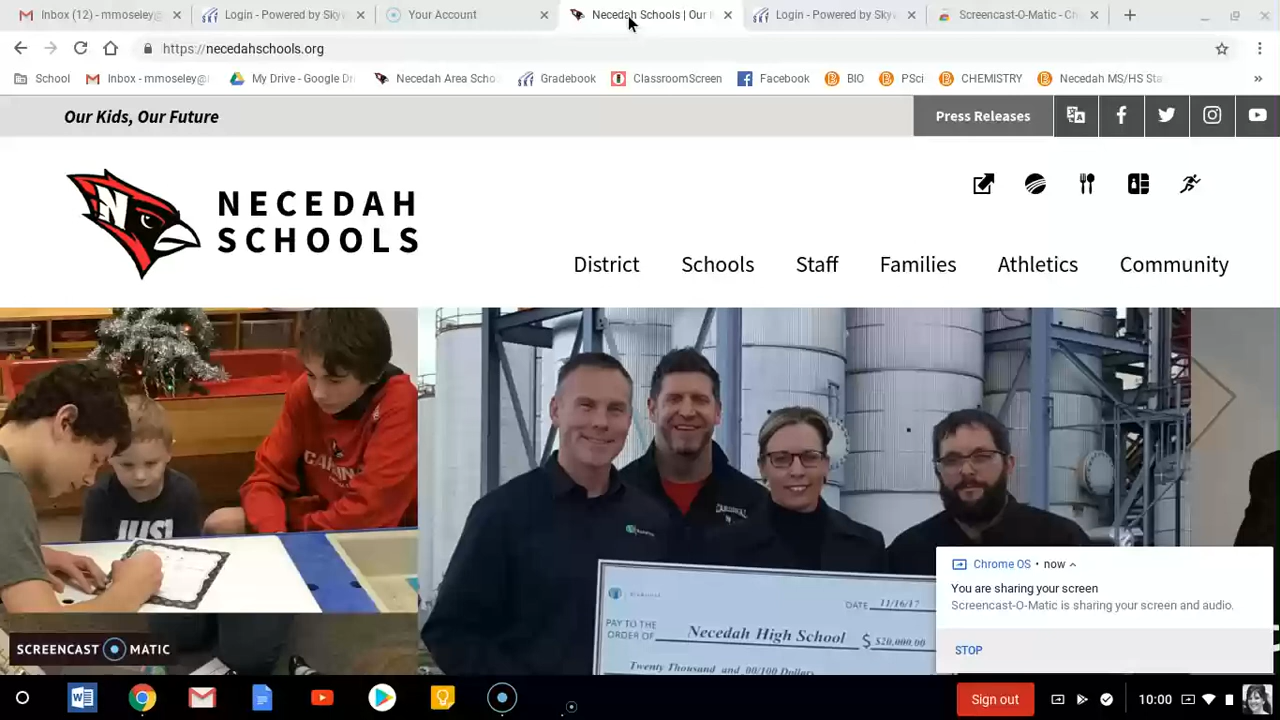 Inbox (12) - mmoseley@
Login - Powered by Sky
Your Account
Necedah Schools | Our
Login - Powered by Sky
Screencast-O-Matic - Ch
https://necedahschools.org
School
Inbox - mmoseley@
My Drive - Google Dr
Necedah Area Scho
Gradebook
ClassroomScreen
Facebook
BIO
PSci
CHEMISTRY
Necedah MS/HS Sta
Our Kids, Our Future
Press Releases
NECEDAH
SCHOOLS
District
Schools
Staff
Families
Athletics
Community
N
JUST
CARDINAL
DATE 11/16/17
PAY TO THE
ORDER OF Necedah High School $ $20,000.00
Twenty Thousand and 00/100 Dollars
Chrome OS • now
You are sharing your screen
Screencast-O-Matic is sharing your screen and audio.
STOP
SCREENCAST MATIC
Sign out
10:00